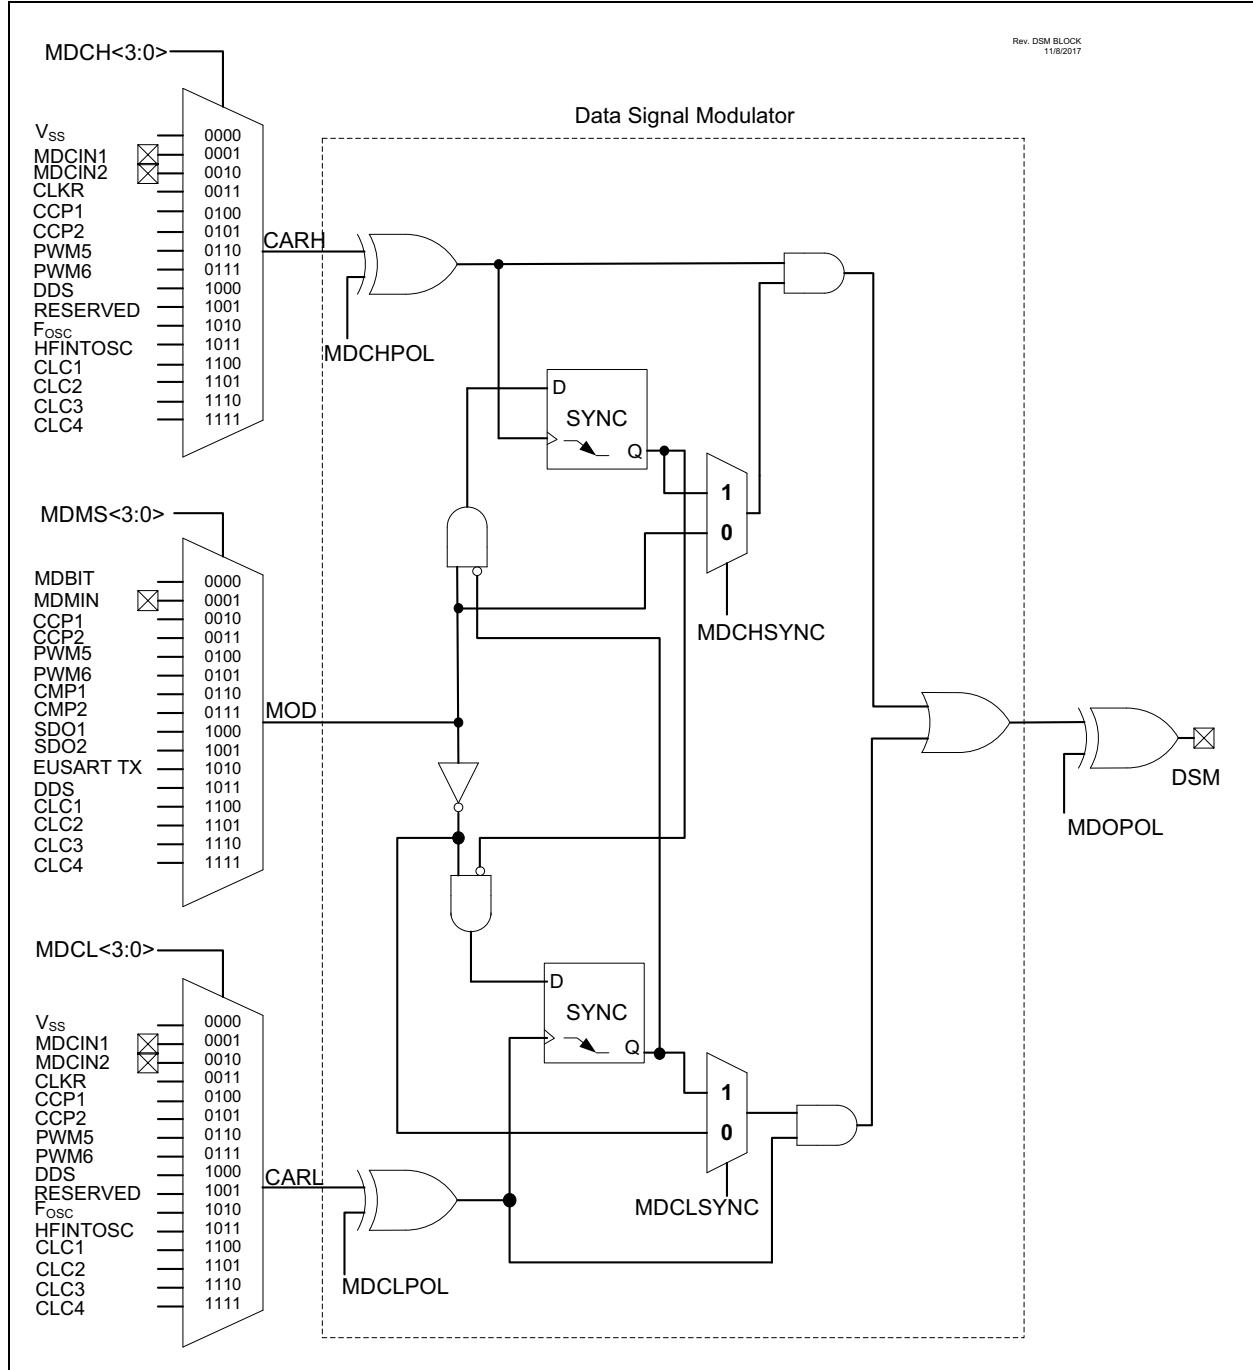 Rev. DSM BLOCK
11/8/2017
MDCH<3:0>
Data Signal Modulator
VSS 0000
MDCIN1 0001
MDCIN2 0010
CLKR 0011
CCP1 0100
CCP2 0101
PWM5 0110
PWM6 0111
DDS 1000
RESERVED 1001
FOSC 1010
HFINTOSC 1011
CLC1 1100
CLC2 1101
CLC3 1110
CLC4 1111
CARH
MDCHPOL
D
SYNC
Q
1
0
MDCHSYNC
MDMS<3:0>
MDBIT 0000
MDMIN 0001
CCP1 0010
CCP2 0011
PWM5 0100
PWM6 0101
CMP1 0110
CMP2 0111
SDO1 1000
SDO2 1001
EUSART TX 1010
DDS 1011
CLC1 1100
CLC2 1101
CLC3 1110
CLC4 1111
MOD
DSM
MDOPOL
MDCL<3:0>
VSS 0000
MDCIN1 0001
MDCIN2 0010
CLKR 0011
CCP1 0100
CCP2 0101
PWM5 0110
PWM6 0111
DDS 1000
RESERVED 1001
FOSC 1010
HFINTOSC 1011
CLC1 1100
CLC2 1101
CLC3 1110
CLC4 1111
CARL
MDCLPOL
D
SYNC
Q
1
0
MDCLSYNC